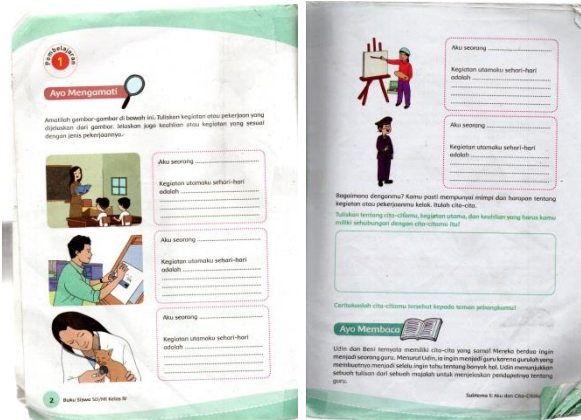 Pembelajaran
1
Ayo Mengamati
Amatilah gambar-gambar di bawah ini. Tuliskan kegiatan atau pekerjaan yang
dijelaskan dari gambar. Jelaskan juga keahlian atau kegiatan yang sesuai
dengan jenis pekerjaannya.
Aku seorang
Kegiatan utamaku sehari-hari
adalah
Aku seorang
Kegiatan utamaku sehari-hari
adalah
Aku seorang
Kegiatan utamaku sehari-hari
adalah
2 Buku Siswa SD/MI Kelas IV
Aku seorang
Kegiatan utamaku sehari-hari
adalah
Aku seorang
Kegiatan utamaku sehari-hari
adalah
Bagaimana denganmu? Kamu pasti mempunyai mimpi dan harapan tentang
kegiatan atau pekerjaanmu kelak. Itulah cita-cita.
Tuliskan tentang cita-citamu, kegiatan utama, dan keahlian yang harus kamu
miliki sehubungan dengan cita-citamu itu!
Ceritakanlah cita-citamu tersebut kepada teman sebangkumu!
Ayo Membaca
Udin dan Beni ternyata memiliki cita-cita yang sama! Mereka berdua ingin
menjadi seorang guru. Menurut Udin, ia ingin menjadi guru karena gurulah yang
membuatnya menjadi selalu ingin tahu tentang banyak hal. Udin menunjukkan
sebuah tulisan dari sebuah majalah untuk menjelaskan pendapatnya tentang
guru.
Subtema 1: Aku dan Cita-Citaku